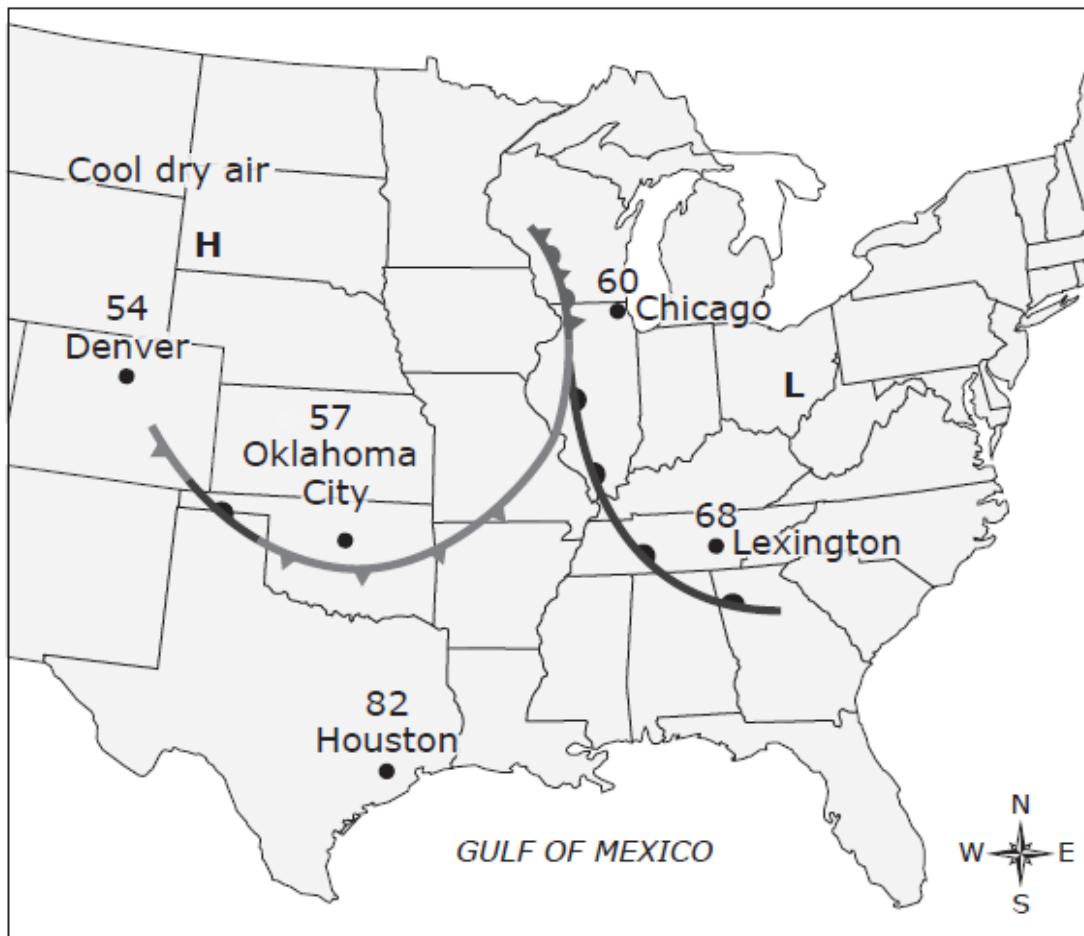 Cool dry air
H
54
Denver
60
Chicago
L
57
Oklahoma
City
68
Lexington
82
Houston
GULF OF MEXICO
N
W E
S